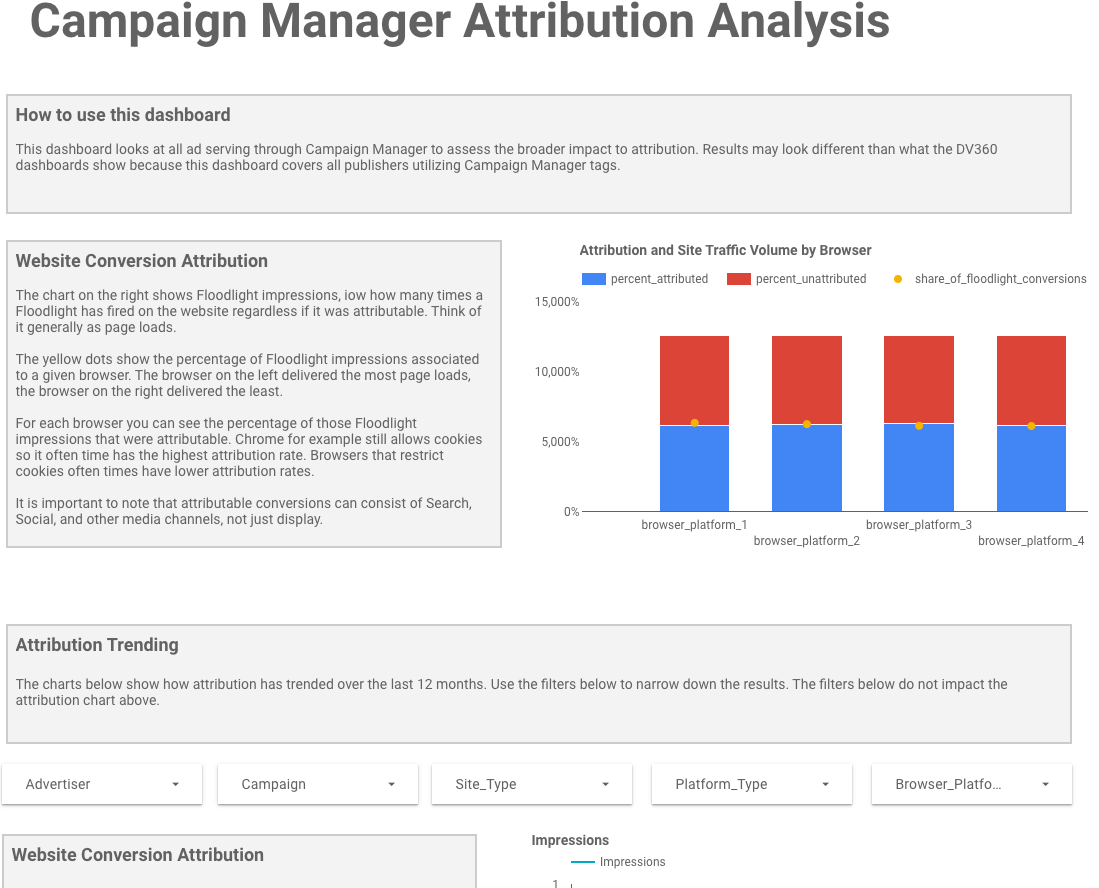 Campaign Manager Attribution Analysis
How to use this dashboard
This dashboard looks at all ad serving through Campaign Manager to assess the broader impact to attribution. Results may look different than what the DV360
dashboards show because this dashboard covers all publishers utilizing Campaign Manager tags.
Website Conversion Attribution
The chart on the right shows Floodlight impressions, iow how many times a
Floodlight has fired on the website regardless if it was attributable. Think of
it generally as page loads.
The yellow dots show the percentage of Floodlight impressions associated
to a given browser. The browser on the left delivered the most page loads,
the browser on the right delivered the least.
For each browser you can see the percentage of those Floodlight
impressions that were attributable. Chrome for example still allows cookies
so it often time has the highest attribution rate. Browsers that restrict
cookies often times have lower attribution rates.
It is important to note that attributable conversions can consist of Search,
Social, and other media channels, not just display.
Attribution and Site Traffic Volume by Browser
percent_attributed percent_unattributed share_of_floodlight_conversions
15,000%
10,000%
5,000%
0%
browser_platform_1 browser_platform_3
browser_platform_2 browser_platform_4
Attribution Trending
The charts below show how attribution has trended over the last 12 months. Use the filters below to narrow down the results. The filters below do not impact the
attribution chart above.
Advertiser Campaign Site_Type Platform_Type Browser_Platfo…
Website Conversion Attribution
Impressions
Impressions
1